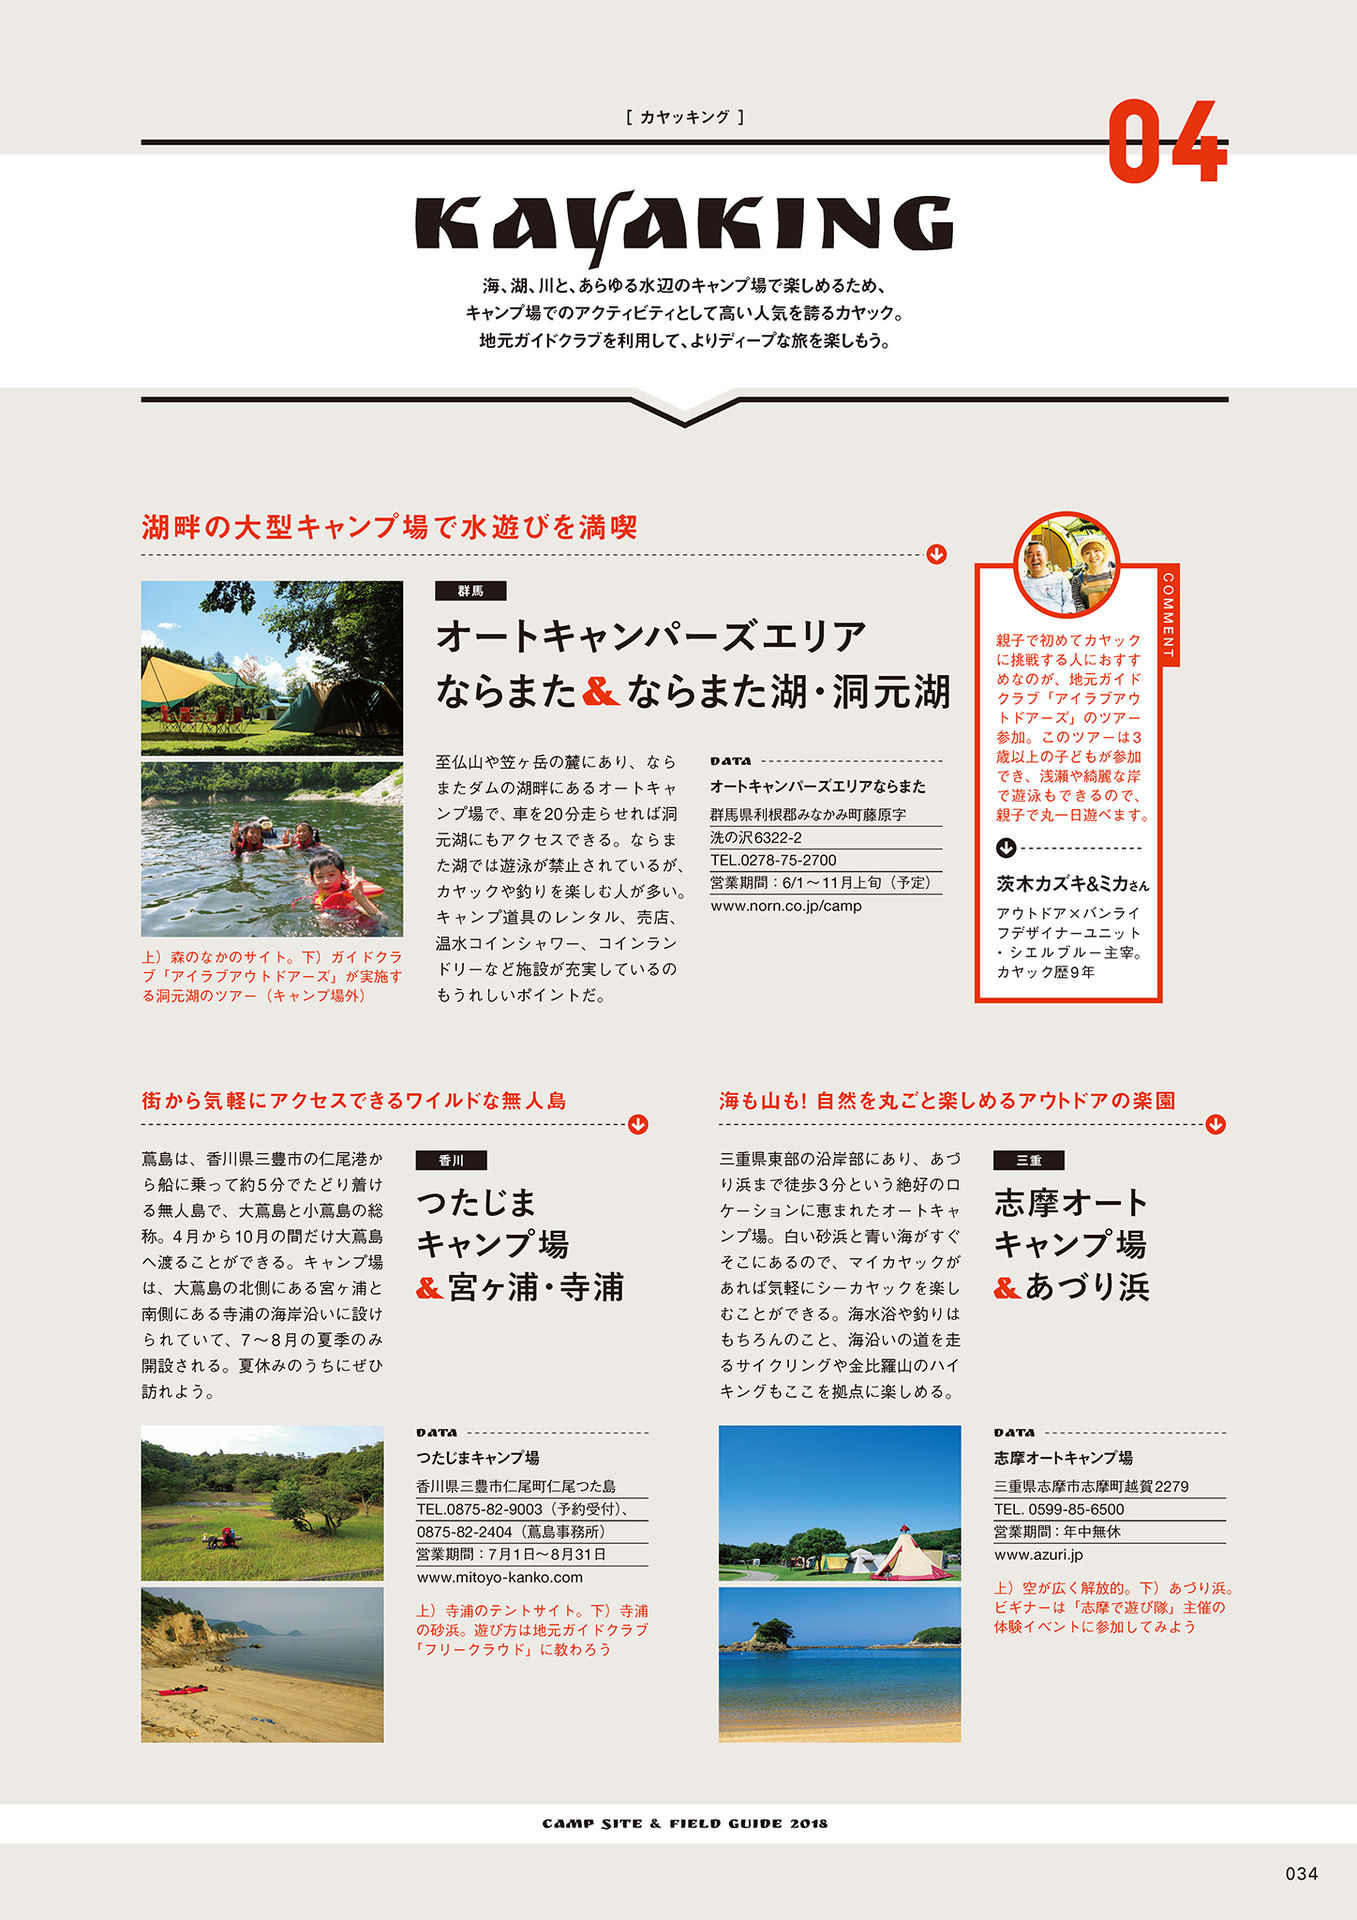 [ カヤッキング ]
04
KAYAKING
海、湖、川と、あらゆる水辺のキャンプ場で楽しめるため、
キャンプ場でのアクティビティとして高い人気を誇るカヤック。
地元ガイドクラブを利用して、よりディープな旅を楽しもう。
湖畔の大型キャンプ場で水遊びを満喫
群馬
オートキャンパーズエリア
ならまた&ならまた湖・洞元湖
至仏山や笠ヶ岳の麓にあり、なら
またダムの湖畔にあるオートキャ
ンプ場で、車を20分走らせれば洞
元湖にもアクセスできる。ならま
た湖では遊泳が禁止されているが、
カヤックや釣りを楽しむ人が多い。
キャンプ道具のレンタル、売店、
温水コインシャワー、コインラン
ドリーなど施設が充実しているの
もうれしいポイントだ。
上）森のなかのサイト。下）ガイドクラ
ブ「アイラブアウトドアーズ」が実施す
る洞元湖のツアー（キャンプ場外）
DATA
オートキャンパーズエリアならまた
群馬県利根郡みなかみ町藤原字
洗の沢6322-2
TEL.0278-75-2700
営業期間：6/1〜11月上旬（予定）
www.norn.co.jp/camp
COMMENT
親子で初めてカヤック
に挑戦する人におすす
めなのが、地元ガイド
クラブ「アイラブアウ
トドアーズ」のツアー
参加。このツアーは3
歳以上の子どもが参加
でき、浅瀬や綺麗な岸
で遊泳もできるので、
親子で丸一日遊べます。
茨木カズキ&ミカさん
アウトドア×バンライ
フデザイナーユニット
・シエルブルー主宰。
カヤック歴9年
街から気軽にアクセスできるワイルドな無人島
蔦島は、香川県三豊市の仁尾港か
ら船に乗って約5分でたどり着け
る無人島で、大蔦島と小蔦島の総
称。4月から10月の間だけ大蔦島
へ渡ることができる。キャンプ場
は、大蔦島の北側にある宮ヶ浦と
南側にある寺浦の海岸沿いに設け
られていて、7〜8月の夏季のみ
開設される。夏休みのうちにぜひ
訪れよう。
香川
つたじま
キャンプ場
&宮ヶ浦・寺浦
DATA
つたじまキャンプ場
香川県三豊市仁尾町仁尾つた島
TEL.0875-82-9003（予約受付）、
0875-82-2404（蔦島事務所）
営業期間：7月1日〜8月31日
www.mitoyo-kanko.com
上）寺浦のテントサイト。下）寺浦
の砂浜。遊び方は地元ガイドクラブ
「フリークラウド」に教わろう
海も山も! 自然を丸ごと楽しめるアウトドアの楽園
三重県東部の沿岸部にあり、あづ
り浜まで徒歩3分という絶好のロ
ケーションに恵まれたオートキャ
ンプ場。白い砂浜と青い海がすぐ
そこにあるので、マイカヤックが
あれば気軽にシーカヤックを楽し
むことができる。海水浴や釣りは
もちろんのこと、海沿いの道を走
るサイクリングや金比羅山のハイ
キングもここを拠点に楽しめる。
三重
志摩オート
キャンプ場
&あづり浜
DATA
志摩オートキャンプ場
三重県志摩市志摩町越賀2279
TEL. 0599-85-6500
営業期間：年中無休
www.azuri.jp
上）空が広く解放的。下）あづり浜。
ビギナーは「志摩で遊び隊」主催の
体験イベントに参加してみよう
CAMP SITE & FIELD GUIDE 2018
034